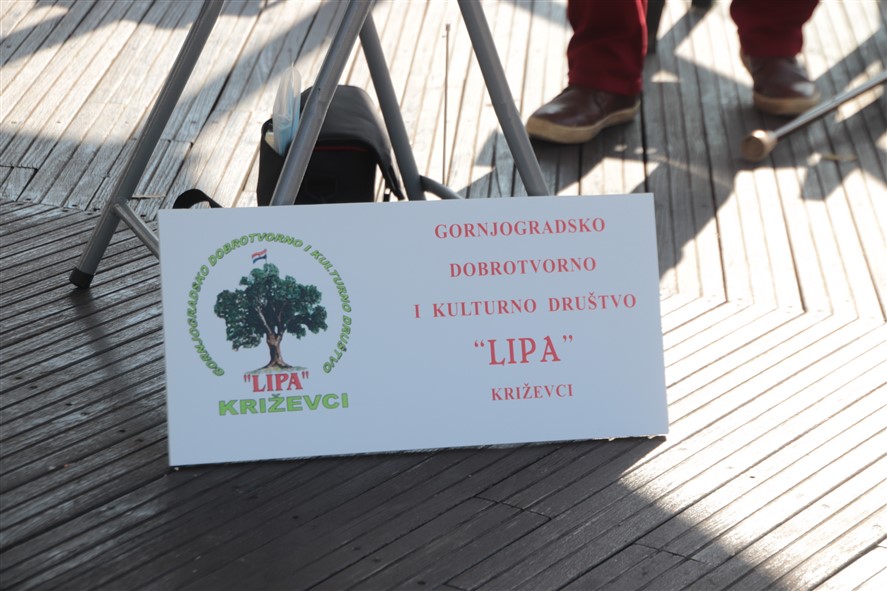 GORNJOGRADSKO DOBROTVORNO I KULTURNO DRUŠTVO
"LIPA"
KRIŽEVCI
GORNJOGRADSKO
DOBROTVORNO
I KULTURNO DRUŠTVO
“LIPA”
KRIŽEVCI